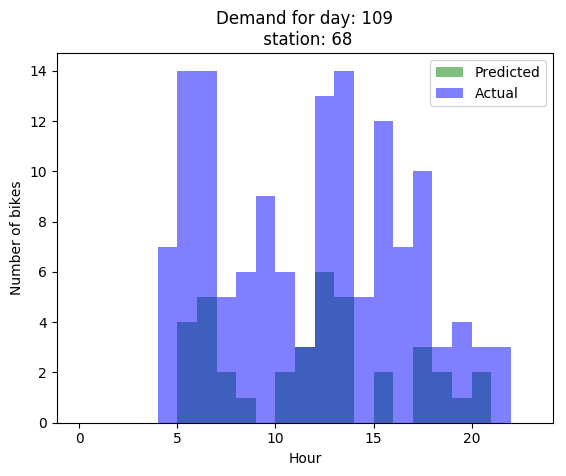 Demand for day: 109
station: 68
Predicted
Actual
Number of bikes
14
12
10
8
6
4
2
0
0
5
10
15
20
Hour